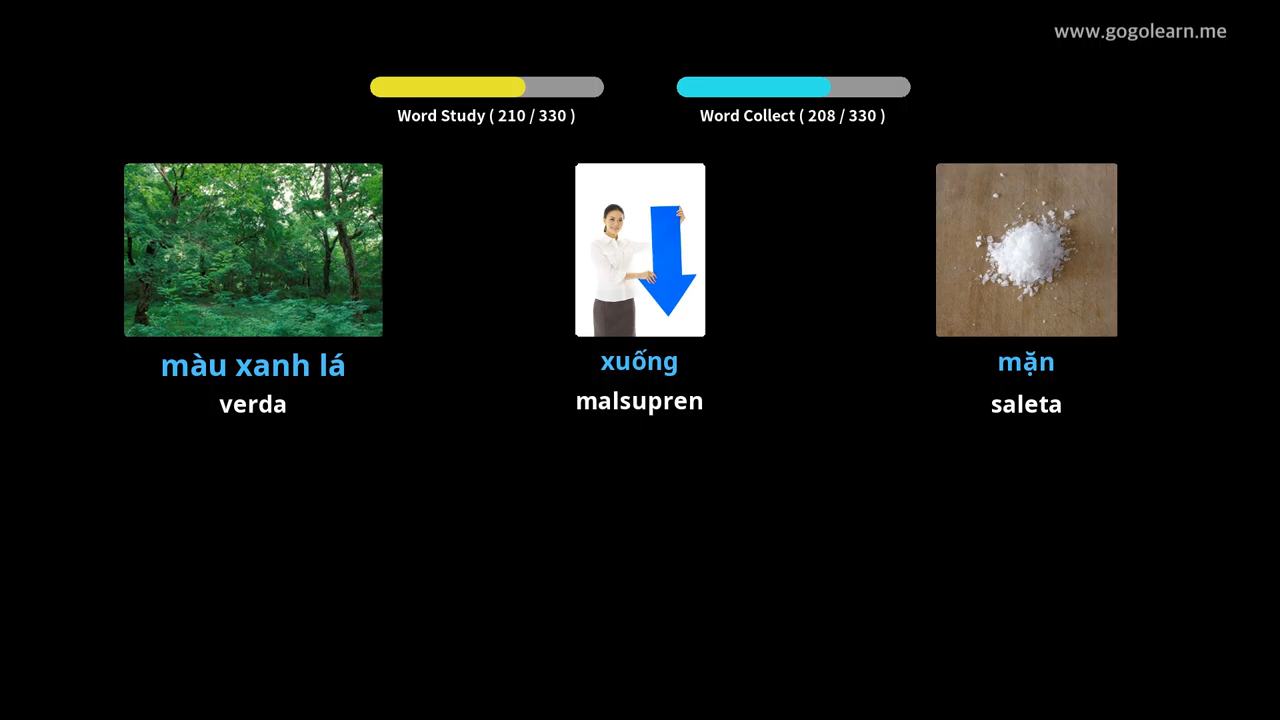 www.gogolearn.me
Word Study ( 210 / 330 )
Word Collect ( 208 / 330 )
màu xanh lá
verda
xuống
malsupren
mặn
saleta